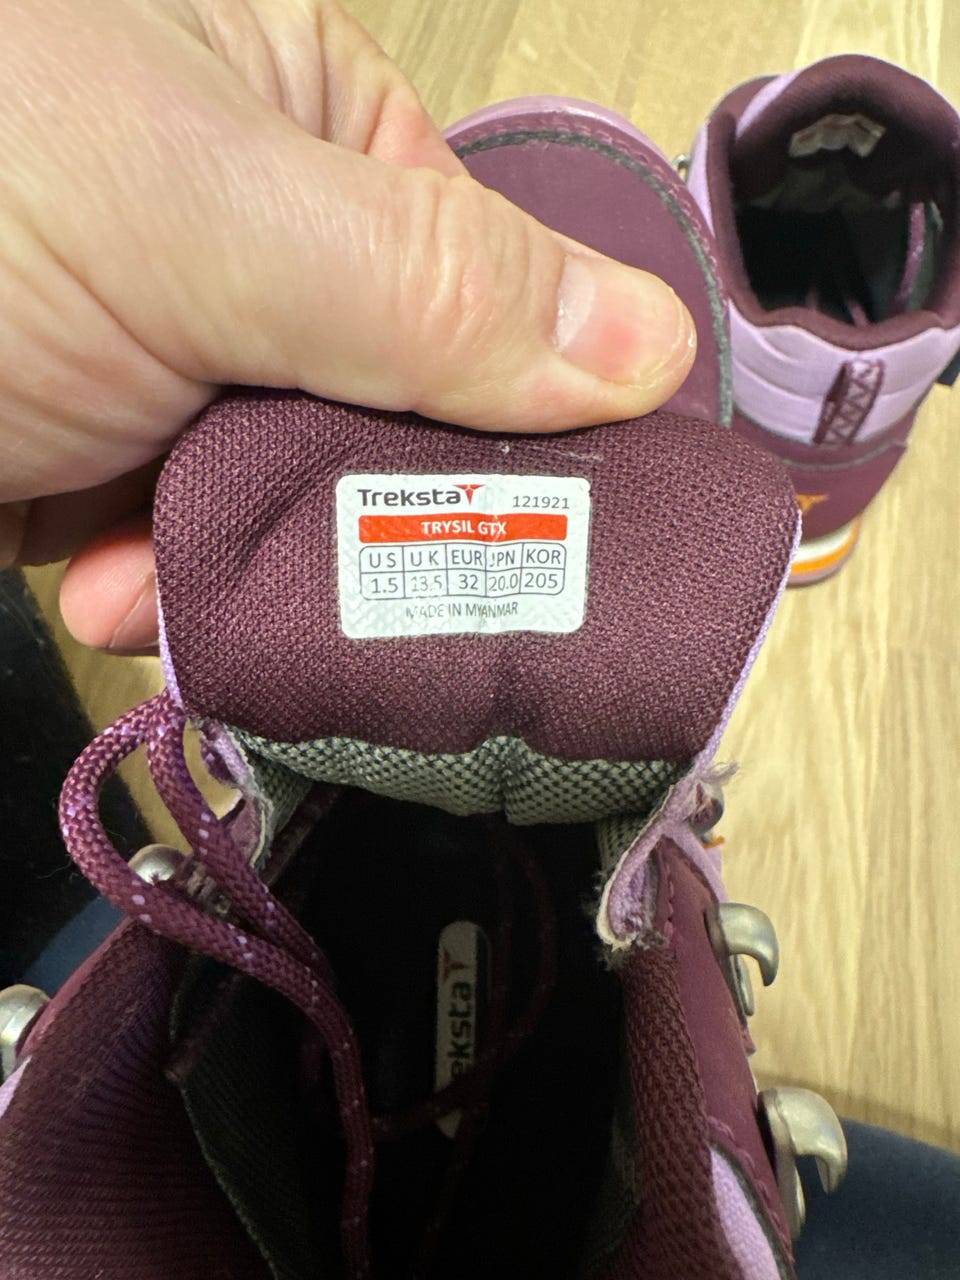 Treksta 121921
TRYSIL GTX
US UK EUR JPN KOR
1.5 13.5 32 20.0 205
MADE IN MYANMAR
eksta